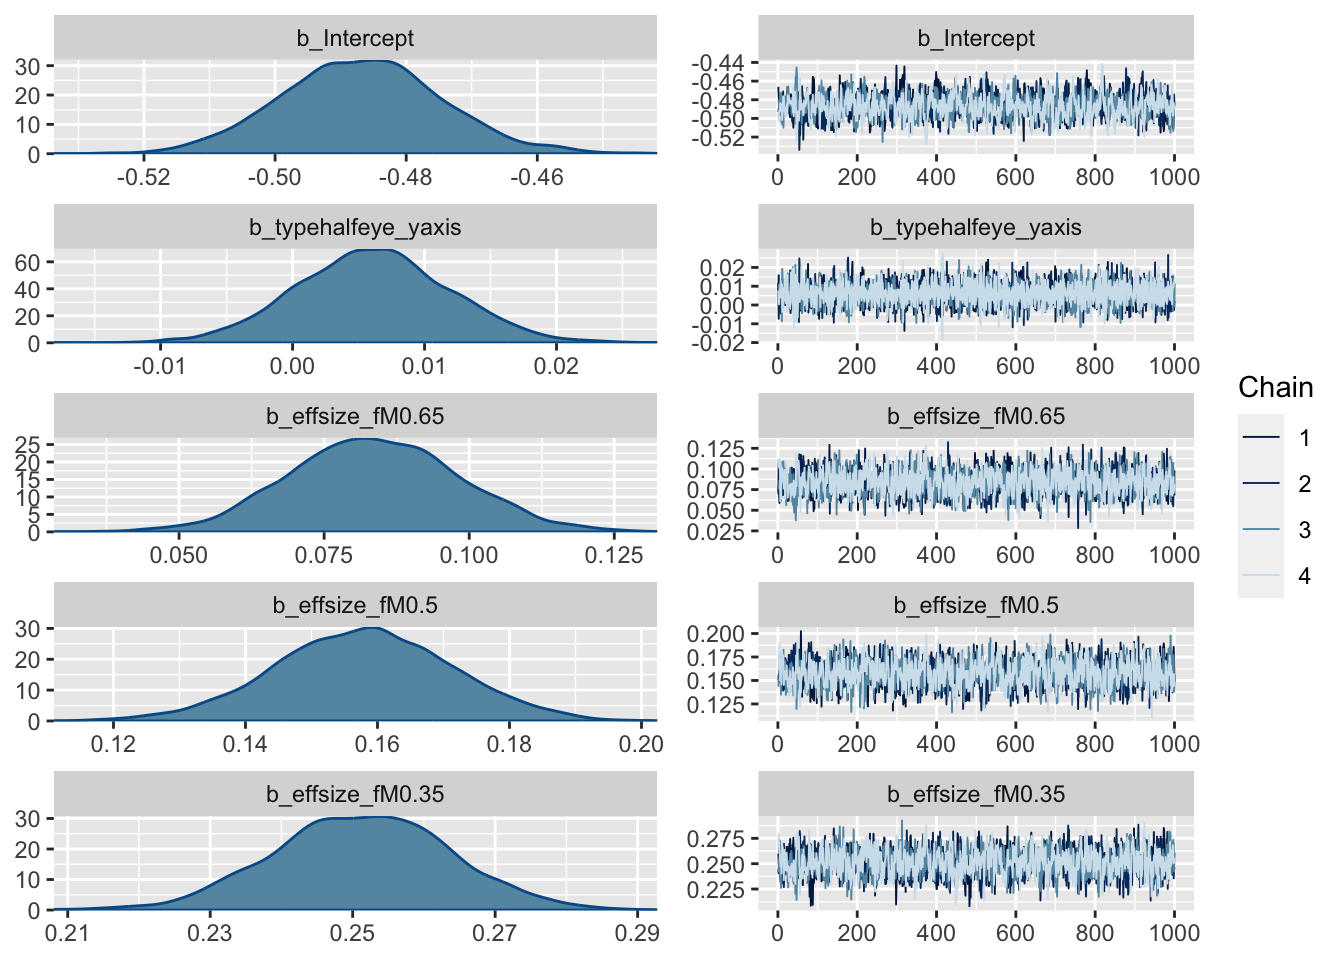 b_Intercept
30
20
10
0
-0.52 -0.50 -0.48 -0.46
b_Intercept
-0.44
-0.46
-0.48
-0.50
-0.52
0 200 400 600 800 1000
b_typehalfeye_yaxis
60
40
20
0
-0.01 0.00 0.01 0.02
b_typehalfeye_yaxis
0.02
0.01
0.00
-0.01
-0.02
0 200 400 600 800 1000
b_effsize_fM0.65
25
20
15
10
5
0
0.050 0.075 0.100 0.125
b_effsize_fM0.65
0.125
0.100
0.075
0.050
0.025
0 200 400 600 800 1000
b_effsize_fM0.5
30
20
10
0
0.12 0.14 0.16 0.18 0.20
b_effsize_fM0.5
0.200
0.175
0.150
0.125
0 200 400 600 800 1000
b_effsize_fM0.35
30
20
10
0
0.21 0.23 0.25 0.27 0.29
b_effsize_fM0.35
0.275
0.250
0.225
0 200 400 600 800 1000
Chain
1
2
3
4